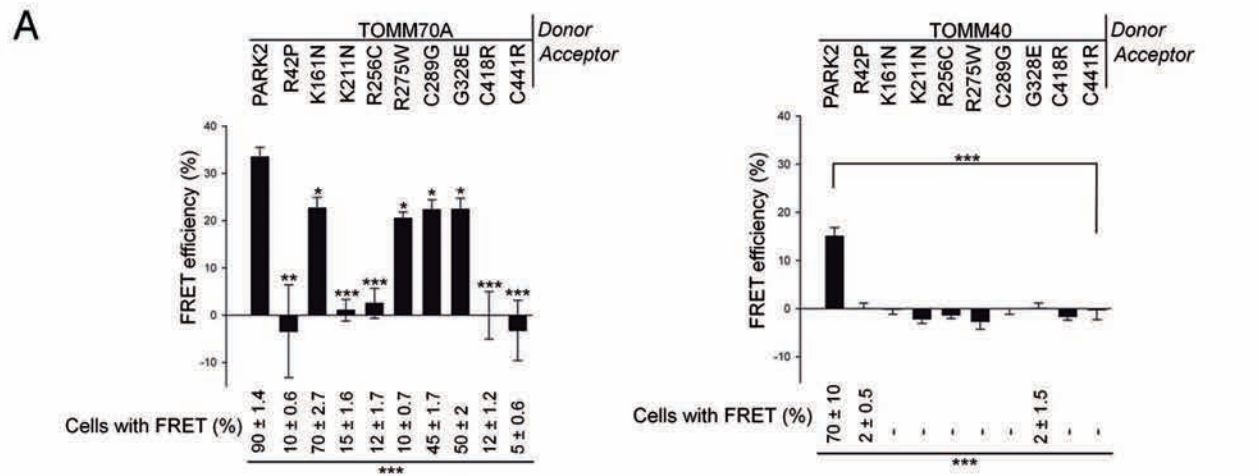 A
TOMM70A Donor
Acceptor
PARK2 R42P K161N K211N R256C R275W C289G G328E C418R C441R
FRET efficiency (%)
40
30
20
10
0
-10
* ** *** *** * * * *** ***
Cells with FRET (%) 90 ± 1.4 10 ± 0.6 70 ± 2.7 15 ± 1.6 12 ± 1.7 10 ± 0.7 45 ± 1.7 50 ± 2 12 ± 1.2 5 ± 0.6
***
TOMM40 Donor
Acceptor
PARK2 R42P K161N K211N R256C R275W C289G G328E C418R C441R
FRET efficiency (%)
40
30
20
10
0
-10
***
Cells with FRET (%) 70 ± 10 2 ± 0.5 - - - - - 2 ± 1.5 - -
***